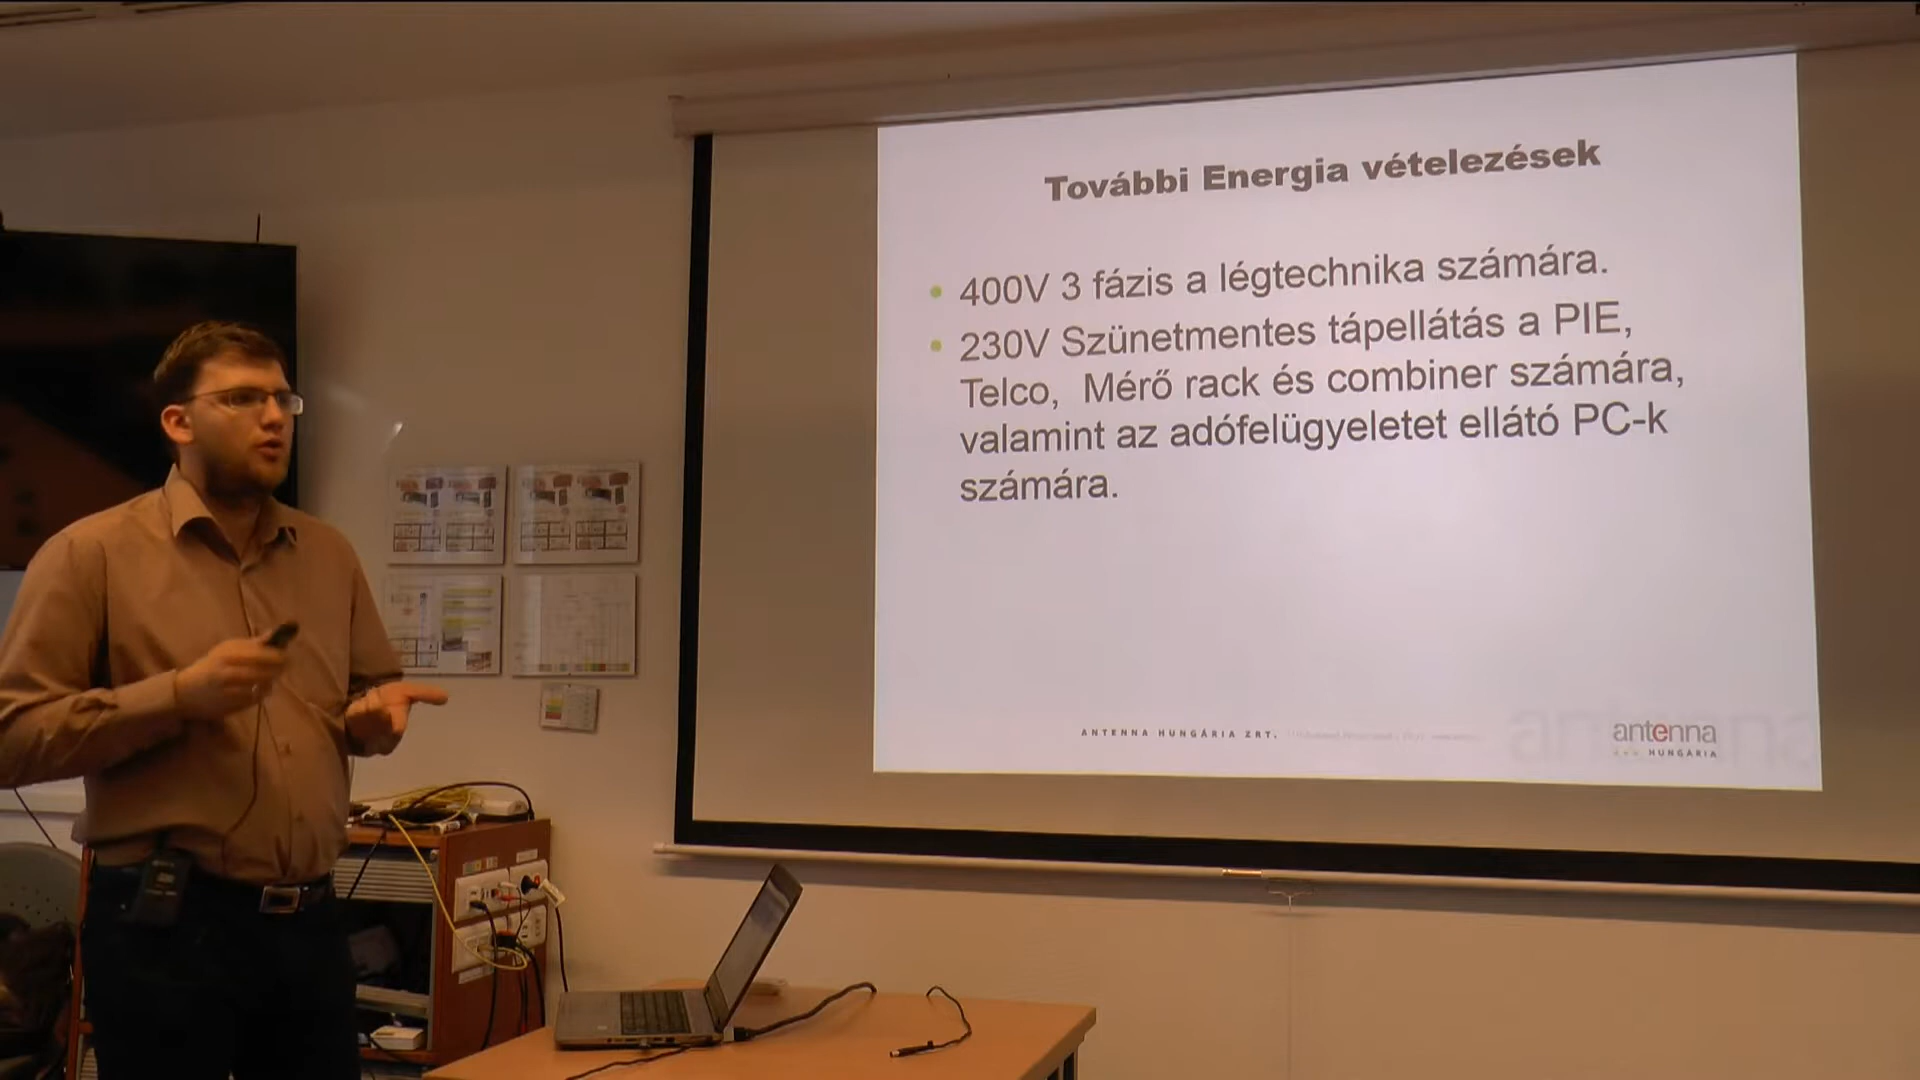 További Energia vételezések
• 400V 3 fázis a légtechnika számára.
• 230V Szünetmentes tápellátás a PIE,
Telco, Mérő rack és combiner számára,
valamint az adófelügyeletet ellátó PC-k
számára.
ANTENNA HUNGÁRIA ZRT.
antenna
HUNGÁRIA